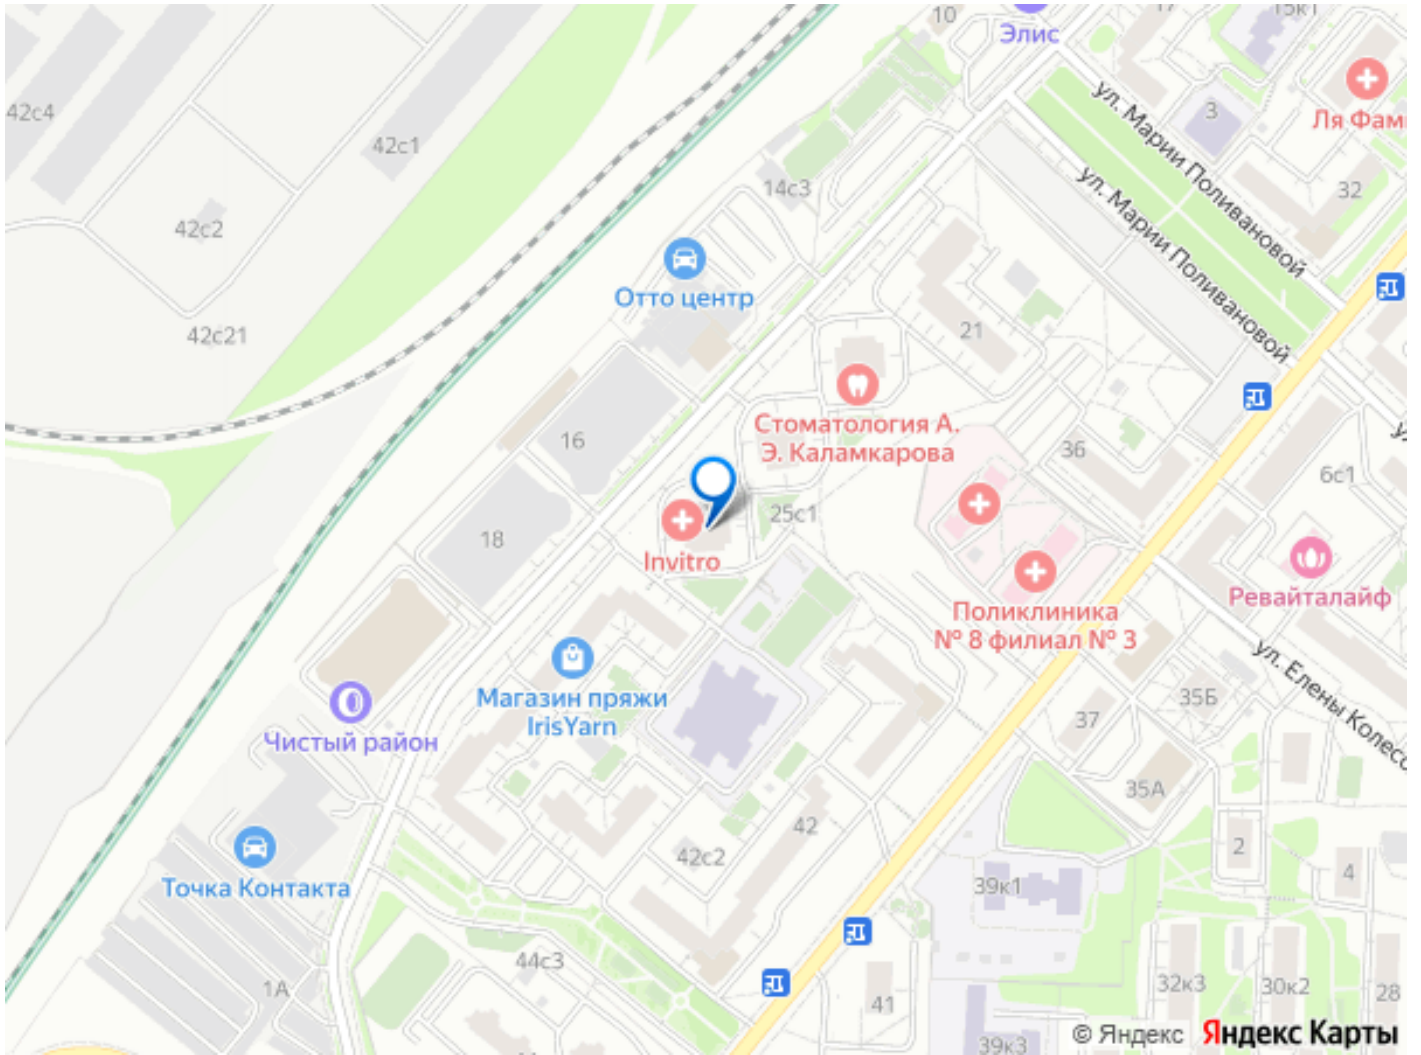 10
Элис
15к1
42с4
42с1
ул. Марии Поливановой
3
Ля Фам
14с3
ул. Марии Поливановой
32
42с2
Отто центр
42с21
21
Стоматология А.
Э. Каламкарова
16
36
6с1
25с1
18
Invitro
Поликлиника
№ 8 филиал № 3
Ревайталайф
ул. Елены Колесо
Магазин пряжи
IrisYarn
35Б
37
Чистый район
35А
42
2
42с2
4
Точка Контакта
39к1
44с3
1А
41
32к3
30к2
28
39к3
© Яндекс Яндекс Карты